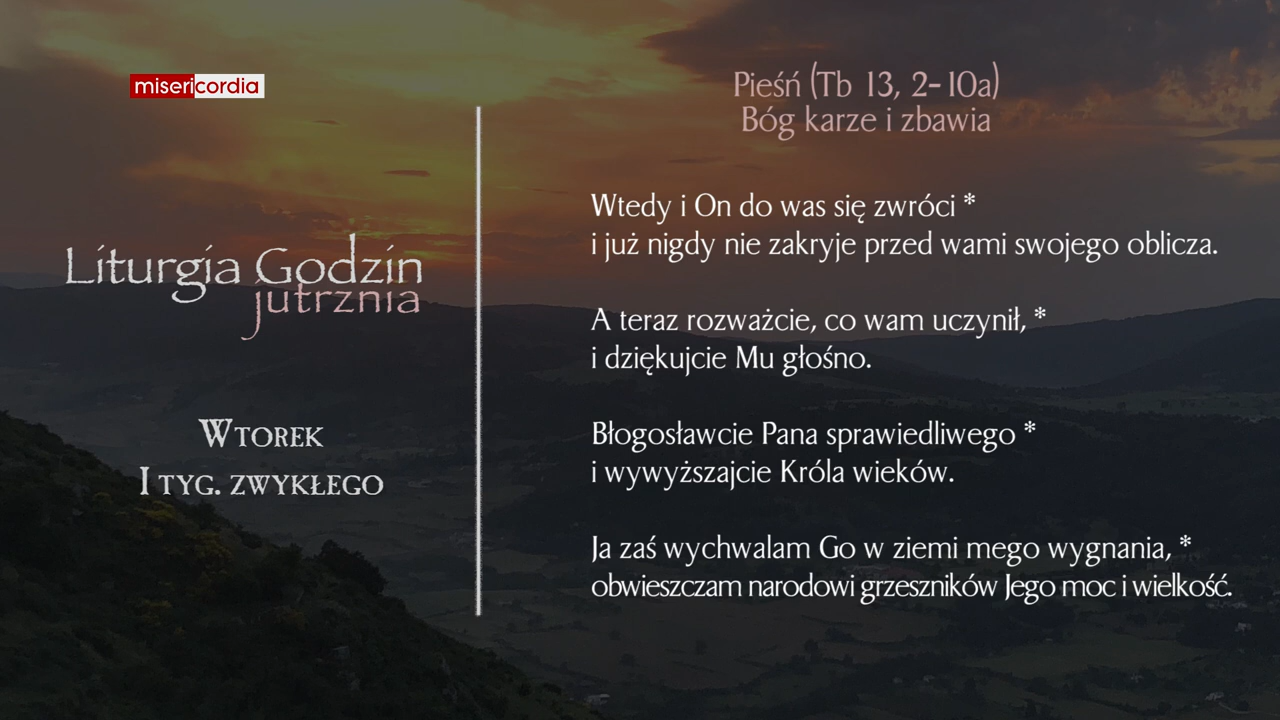 misericordia
Liturgia Godzin
jutrznia
Wtorek
I tyg. zwykłego
Pieśń (Tb 13, 2-10a)
Bóg karze i zbawia
Wtedy i On do was się zwróci *
i już nigdy nie zakryje przed wami swojego oblicza.
A teraz rozważcie, co wam uczynił, *
i dziękujcie Mu głośno.
Błogosławcie Pana sprawiedliwego *
i wywyższajcie Króla wieków.
Ja zaś wychwalam Go w ziemi mego wygnania, *
obwieszczam narodowi grzeszników Jego moc i wielkość.